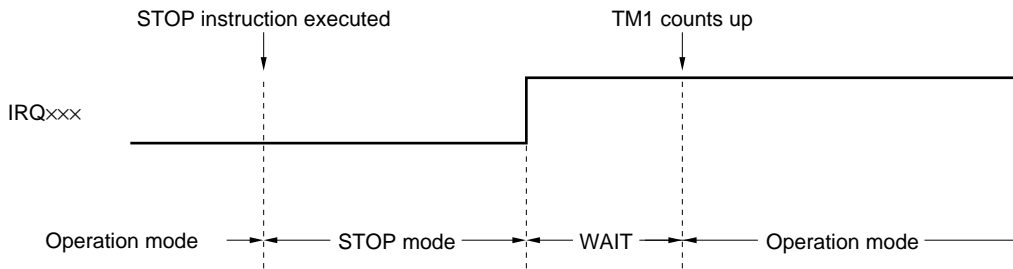 STOP instruction executed TM1 counts up
IRQ×××
Operation mode STOP mode WAIT Operation mode